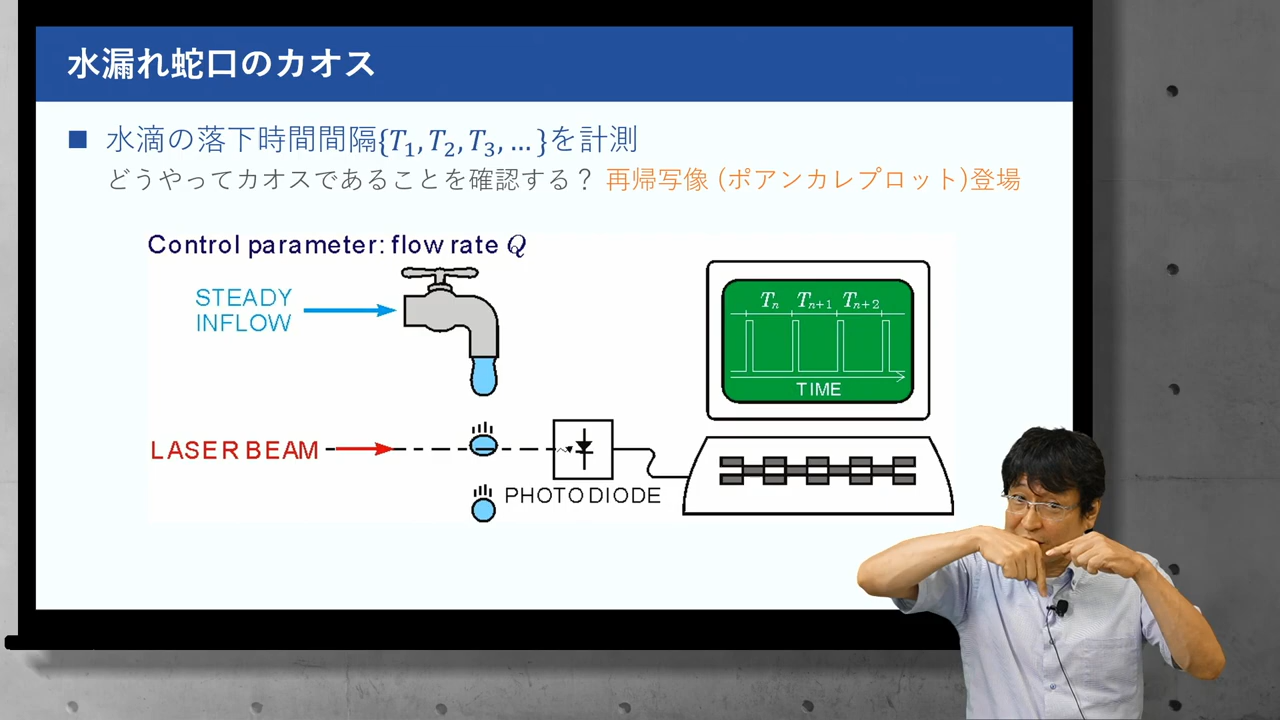 水漏れ蛇口のカオス
■ 水滴の落下時間間隔{T₁, T₂, T₃, … }を計測
どうやってカオスであることを確認する？ 再帰写像 (ポアンカレプロット)登場
Control parameter: flow rate Q
STEADY
INFLOW
Tₙ Tₙ₊₁ Tₙ₊₂
TIME
LASER BEAM
PHOTODIODE